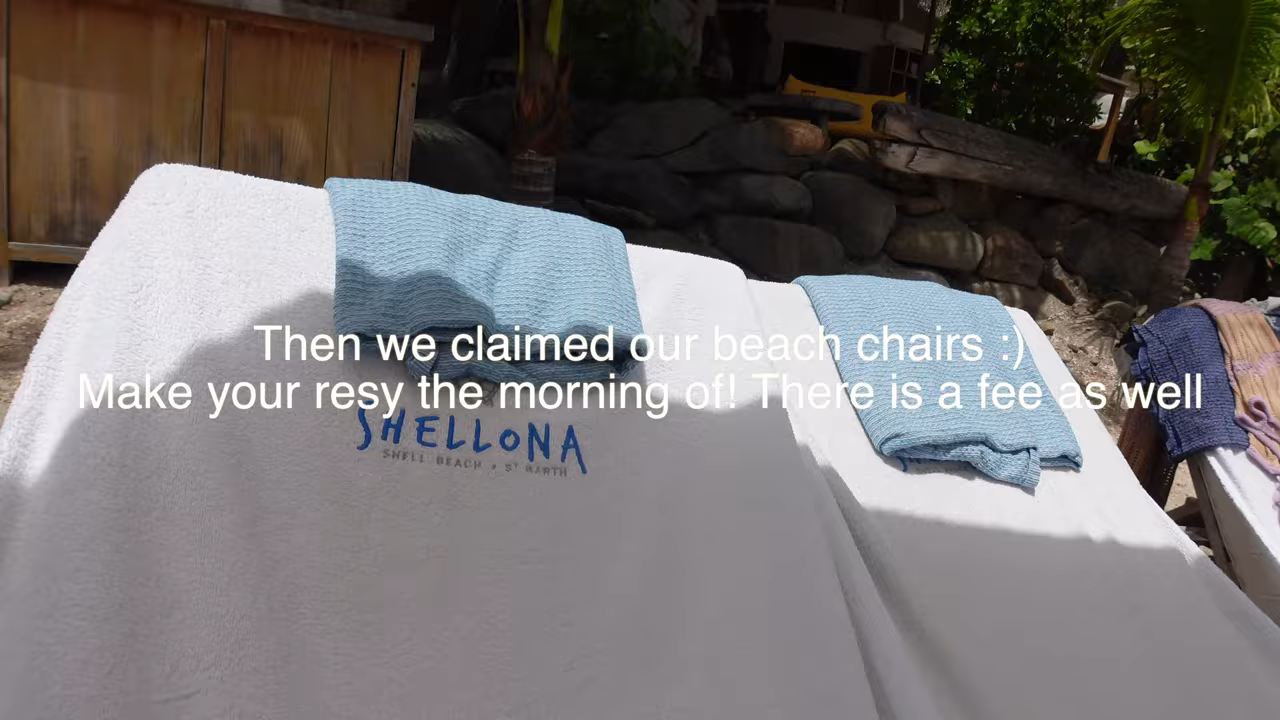 Then we claimed our beach chairs :)
Make your resy the morning of! There is a fee as well
SHELLONA
SHELL BEACH • ST BARTH